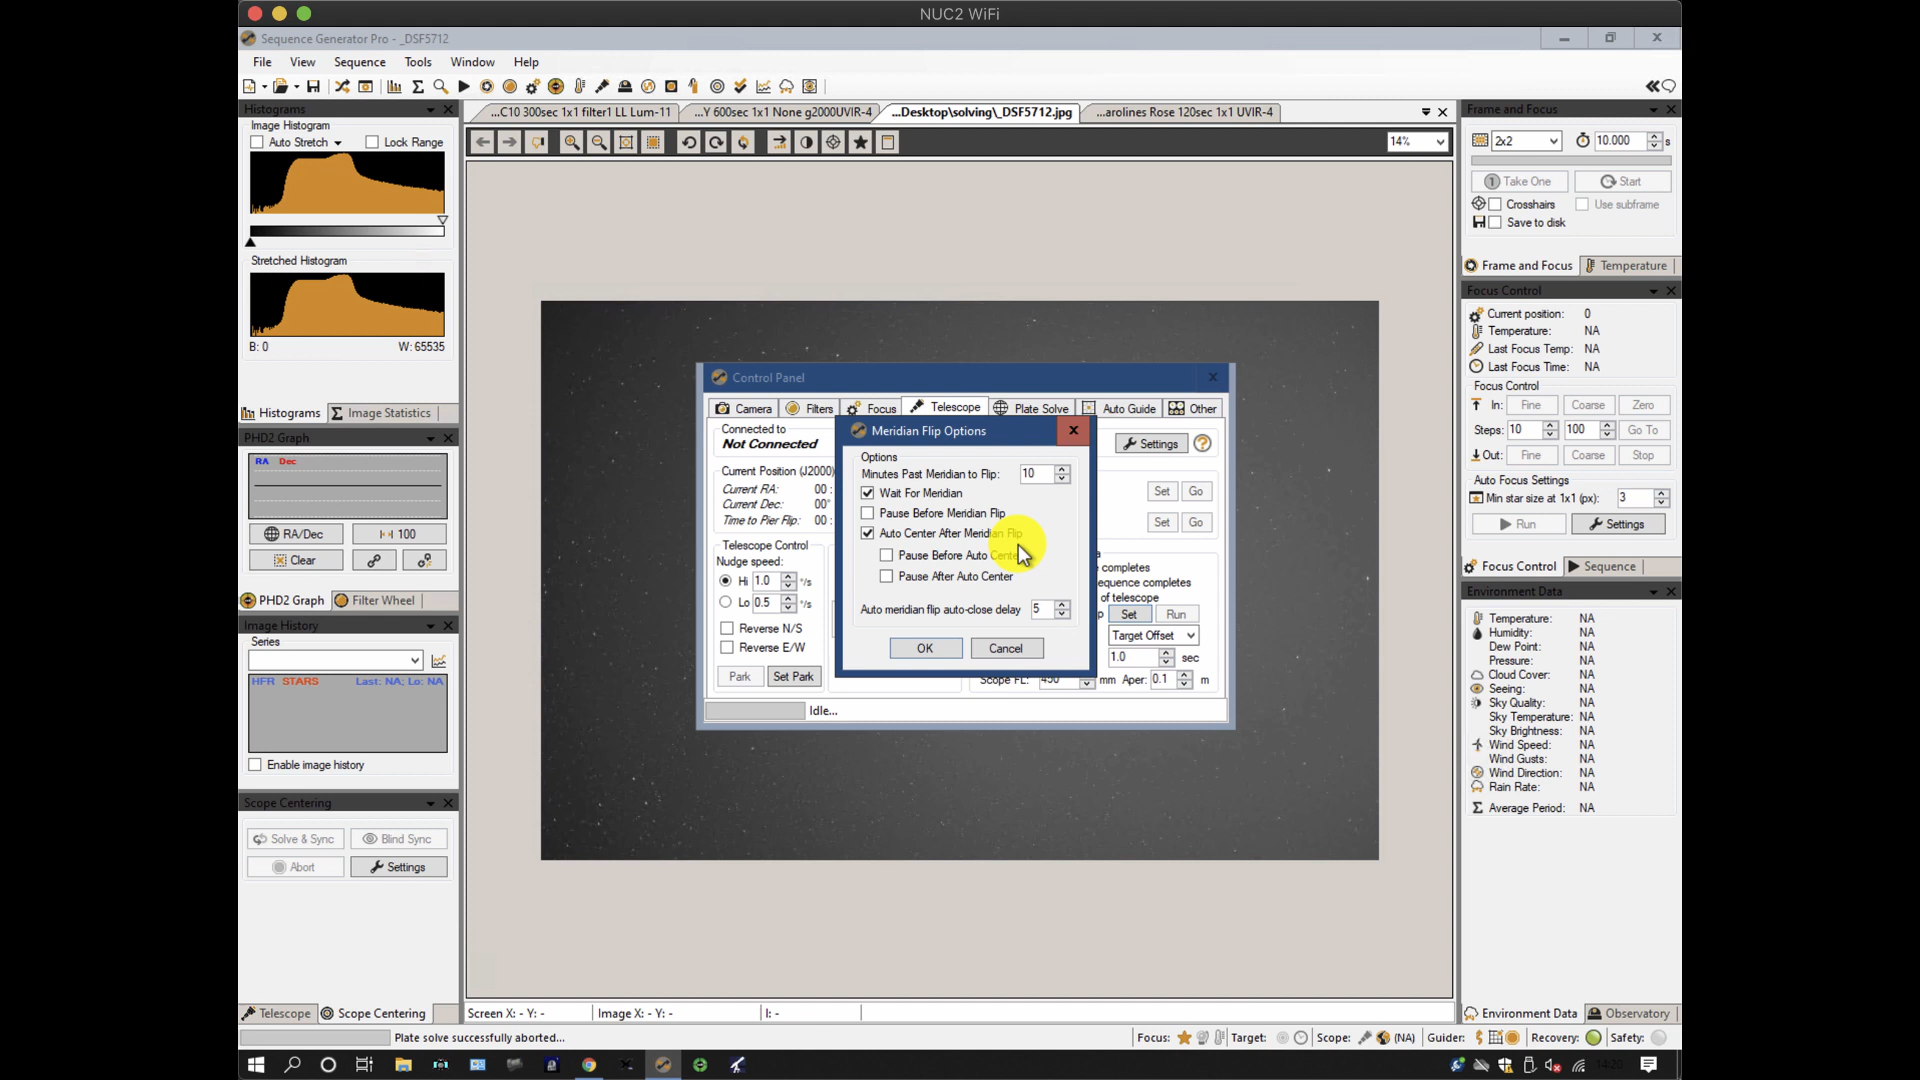 NUC2 WiFi
Sequence Generator Pro - _DSF5712
File View Sequence Tools Window Help
Histograms
Image Histogram
Auto Stretch Lock Range
Stretched Histogram
B: 0 W: 65535
Histograms Image Statistics
PHD2 Graph
RA Dec
RA/Dec 100
Clear
PHD2 Graph Filter Wheel
Image History
Series
HFR STARS Last: NA; Lo: NA
Enable image history
Scope Centering
Solve & Sync Blind Sync
Abort Settings
Telescope Scope Centering
...C10 300sec 1x1 filter1 LL Lum-11 ...Y 600sec 1x1 None g2000UVIR-4 ...Desktop\solving\_DSF5712.jpg ...arolines Rose 120sec 1x1 UVIR-4
14%
Control Panel
Camera Filters Focus Telescope Plate Solve Auto Guide Other
Connected to
Not Connected
Settings
Current Position (J2000)
Current RA: 00 :
Current Dec: 00°
Time to Pier Flip: 00 :
Set Go
Set Go
Telescope Control
Nudge speed:
Hi 1.0 °/s
Lo 0.5 °/s
Reverse N/S
Reverse E/W
Park Set Park
completes
equence completes
of telescope
Set Run
Target Offset
1.0 sec
Scope FL: 450 mm Aper: 0.1 m
Idle...
Meridian Flip Options
Options
Minutes Past Meridian to Flip: 10
Wait For Meridian
Pause Before Meridian Flip
Auto Center After Meridian Flip
Pause Before Auto Center
Pause After Auto Center
Auto meridian flip auto-close delay 5
OK Cancel
Screen X: - Y: - Image X: - Y: - I: -
Frame and Focus
2x2 10.000 s
1 Take One Start
Crosshairs Use subframe
Save to disk
Frame and Focus Temperature
Focus Control
Current position: 0
Temperature: NA
Last Focus Temp: NA
Last Focus Time: NA
Focus Control
In: Fine Coarse Zero
Steps: 10 100 Go To
Out: Fine Coarse Stop
Auto Focus Settings
Min star size at 1x1 (px): 3
Run Settings
Focus Control Sequence
Environment Data
Temperature: NA
Humidity: NA
Dew Point: NA
Pressure: NA
Cloud Cover: NA
Seeing: NA
Sky Quality: NA
Sky Temperature: NA
Sky Brightness: NA
Wind Speed: NA
Wind Gusts: NA
Wind Direction: NA
Rain Rate: NA
Average Period: NA
Environment Data Observatory
Plate solve successfully aborted...
Focus: Target: Scope: (NA) Guider: Recovery: Safety:
14:20